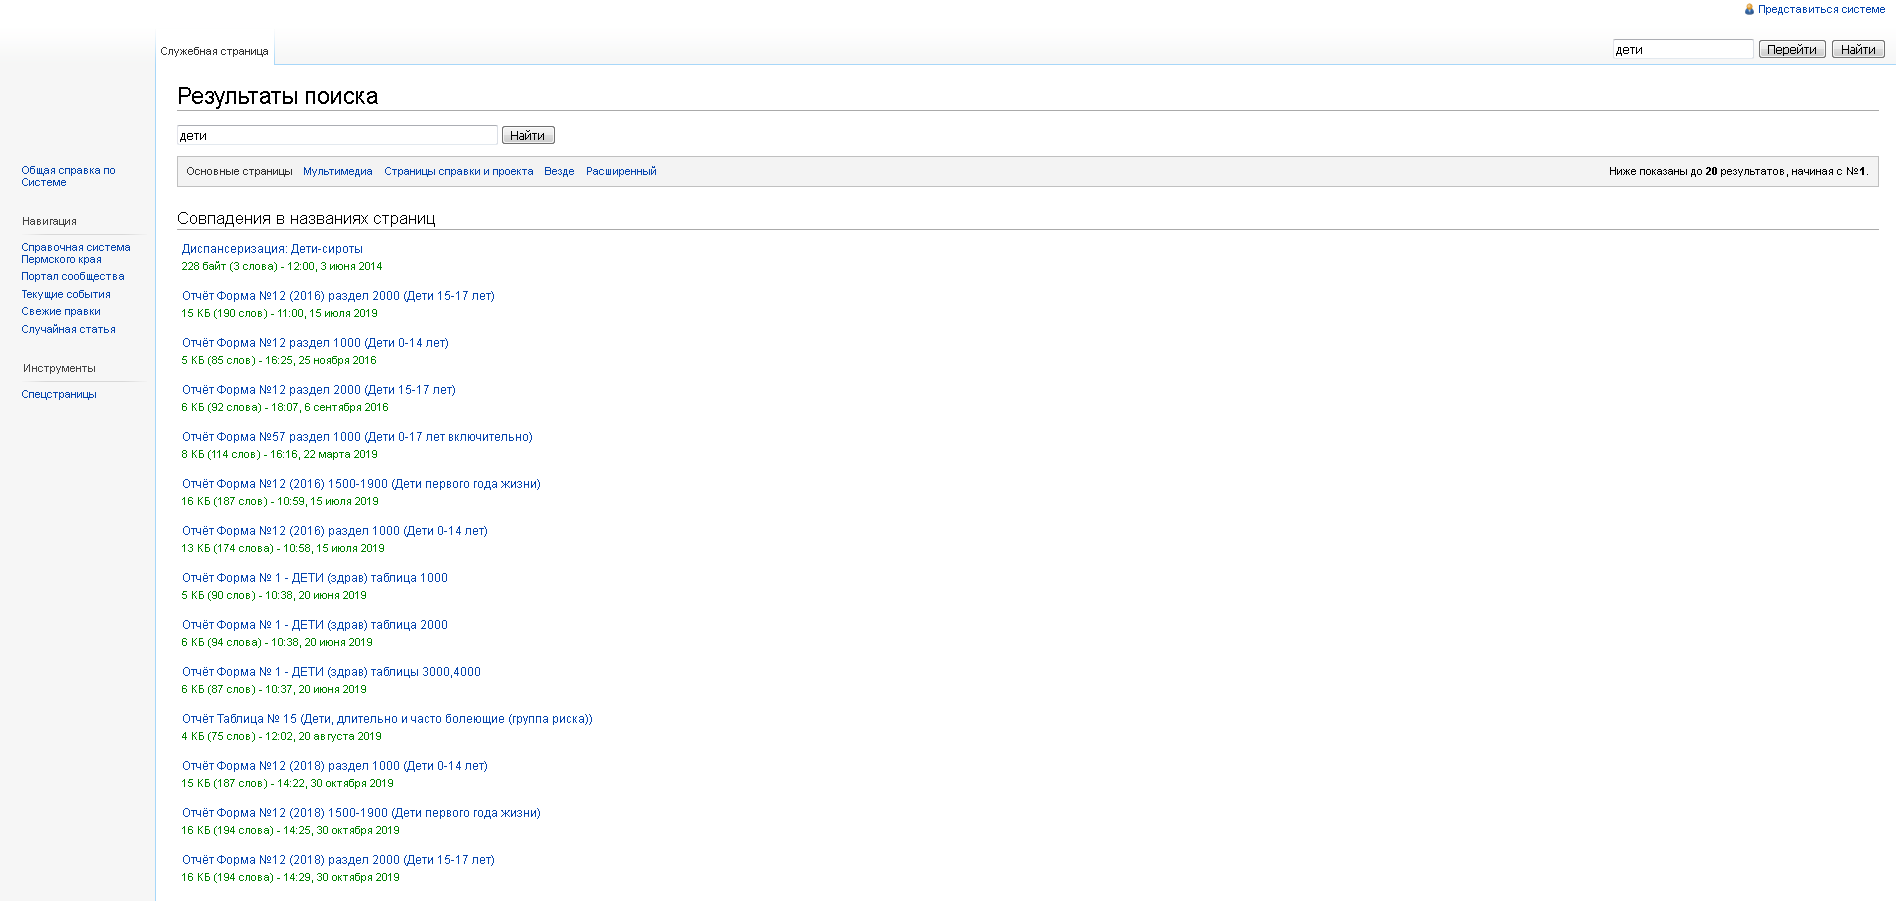 Представиться системе
Служебная страница
дети
Перейти
Найти
Результаты поиска
дети
Найти
Основные страницы Мультимедиа Страницы справки и проекта Везде Расширенный
Ниже показаны до 20 результатов, начиная с №1.
Общая справка по
Системе
Навигация
Справочная система
Пермского края
Портал сообщества
Текущие события
Свежие правки
Случайная статья
Инструменты
Спецстраницы
Совпадения в названиях страниц
Диспансеризация: Дети-сироты
228 байт (3 слова) - 12:00, 3 июня 2014
Отчёт Форма №12 (2016) раздел 2000 (Дети 15-17 лет)
15 КБ (190 слов) - 11:00, 15 июля 2019
Отчёт Форма №12 раздел 1000 (Дети 0-14 лет)
5 КБ (85 слов) - 16:25, 25 ноября 2016
Отчёт Форма №12 раздел 2000 (Дети 15-17 лет)
6 КБ (92 слова) - 18:07, 6 сентября 2016
Отчёт Форма №57 раздел 1000 (Дети 0-17 лет включительно)
8 КБ (114 слов) - 16:16, 22 марта 2019
Отчёт Форма №12 (2016) 1500-1900 (Дети первого года жизни)
16 КБ (187 слов) - 10:59, 15 июля 2019
Отчёт Форма №12 (2016) раздел 1000 (Дети 0-14 лет)
13 КБ (174 слова) - 10:58, 15 июля 2019
Отчёт Форма № 1 - ДЕТИ (здрав) таблица 1000
5 КБ (90 слов) - 10:38, 20 июня 2019
Отчёт Форма № 1 - ДЕТИ (здрав) таблица 2000
6 КБ (94 слова) - 10:38, 20 июня 2019
Отчёт Форма № 1 - ДЕТИ (здрав) таблицы 3000,4000
6 КБ (87 слов) - 10:37, 20 июня 2019
Отчёт Таблица № 15 (Дети, длительно и часто болеющие (группа риска))
4 КБ (75 слов) - 12:02, 20 августа 2019
Отчёт Форма №12 (2018) раздел 1000 (Дети 0-14 лет)
15 КБ (187 слов) - 14:22, 30 октября 2019
Отчёт Форма №12 (2018) 1500-1900 (Дети первого года жизни)
16 КБ (194 слова) - 14:25, 30 октября 2019
Отчёт Форма №12 (2018) раздел 2000 (Дети 15-17 лет)
16 КБ (194 слова) - 14:29, 30 октября 2019